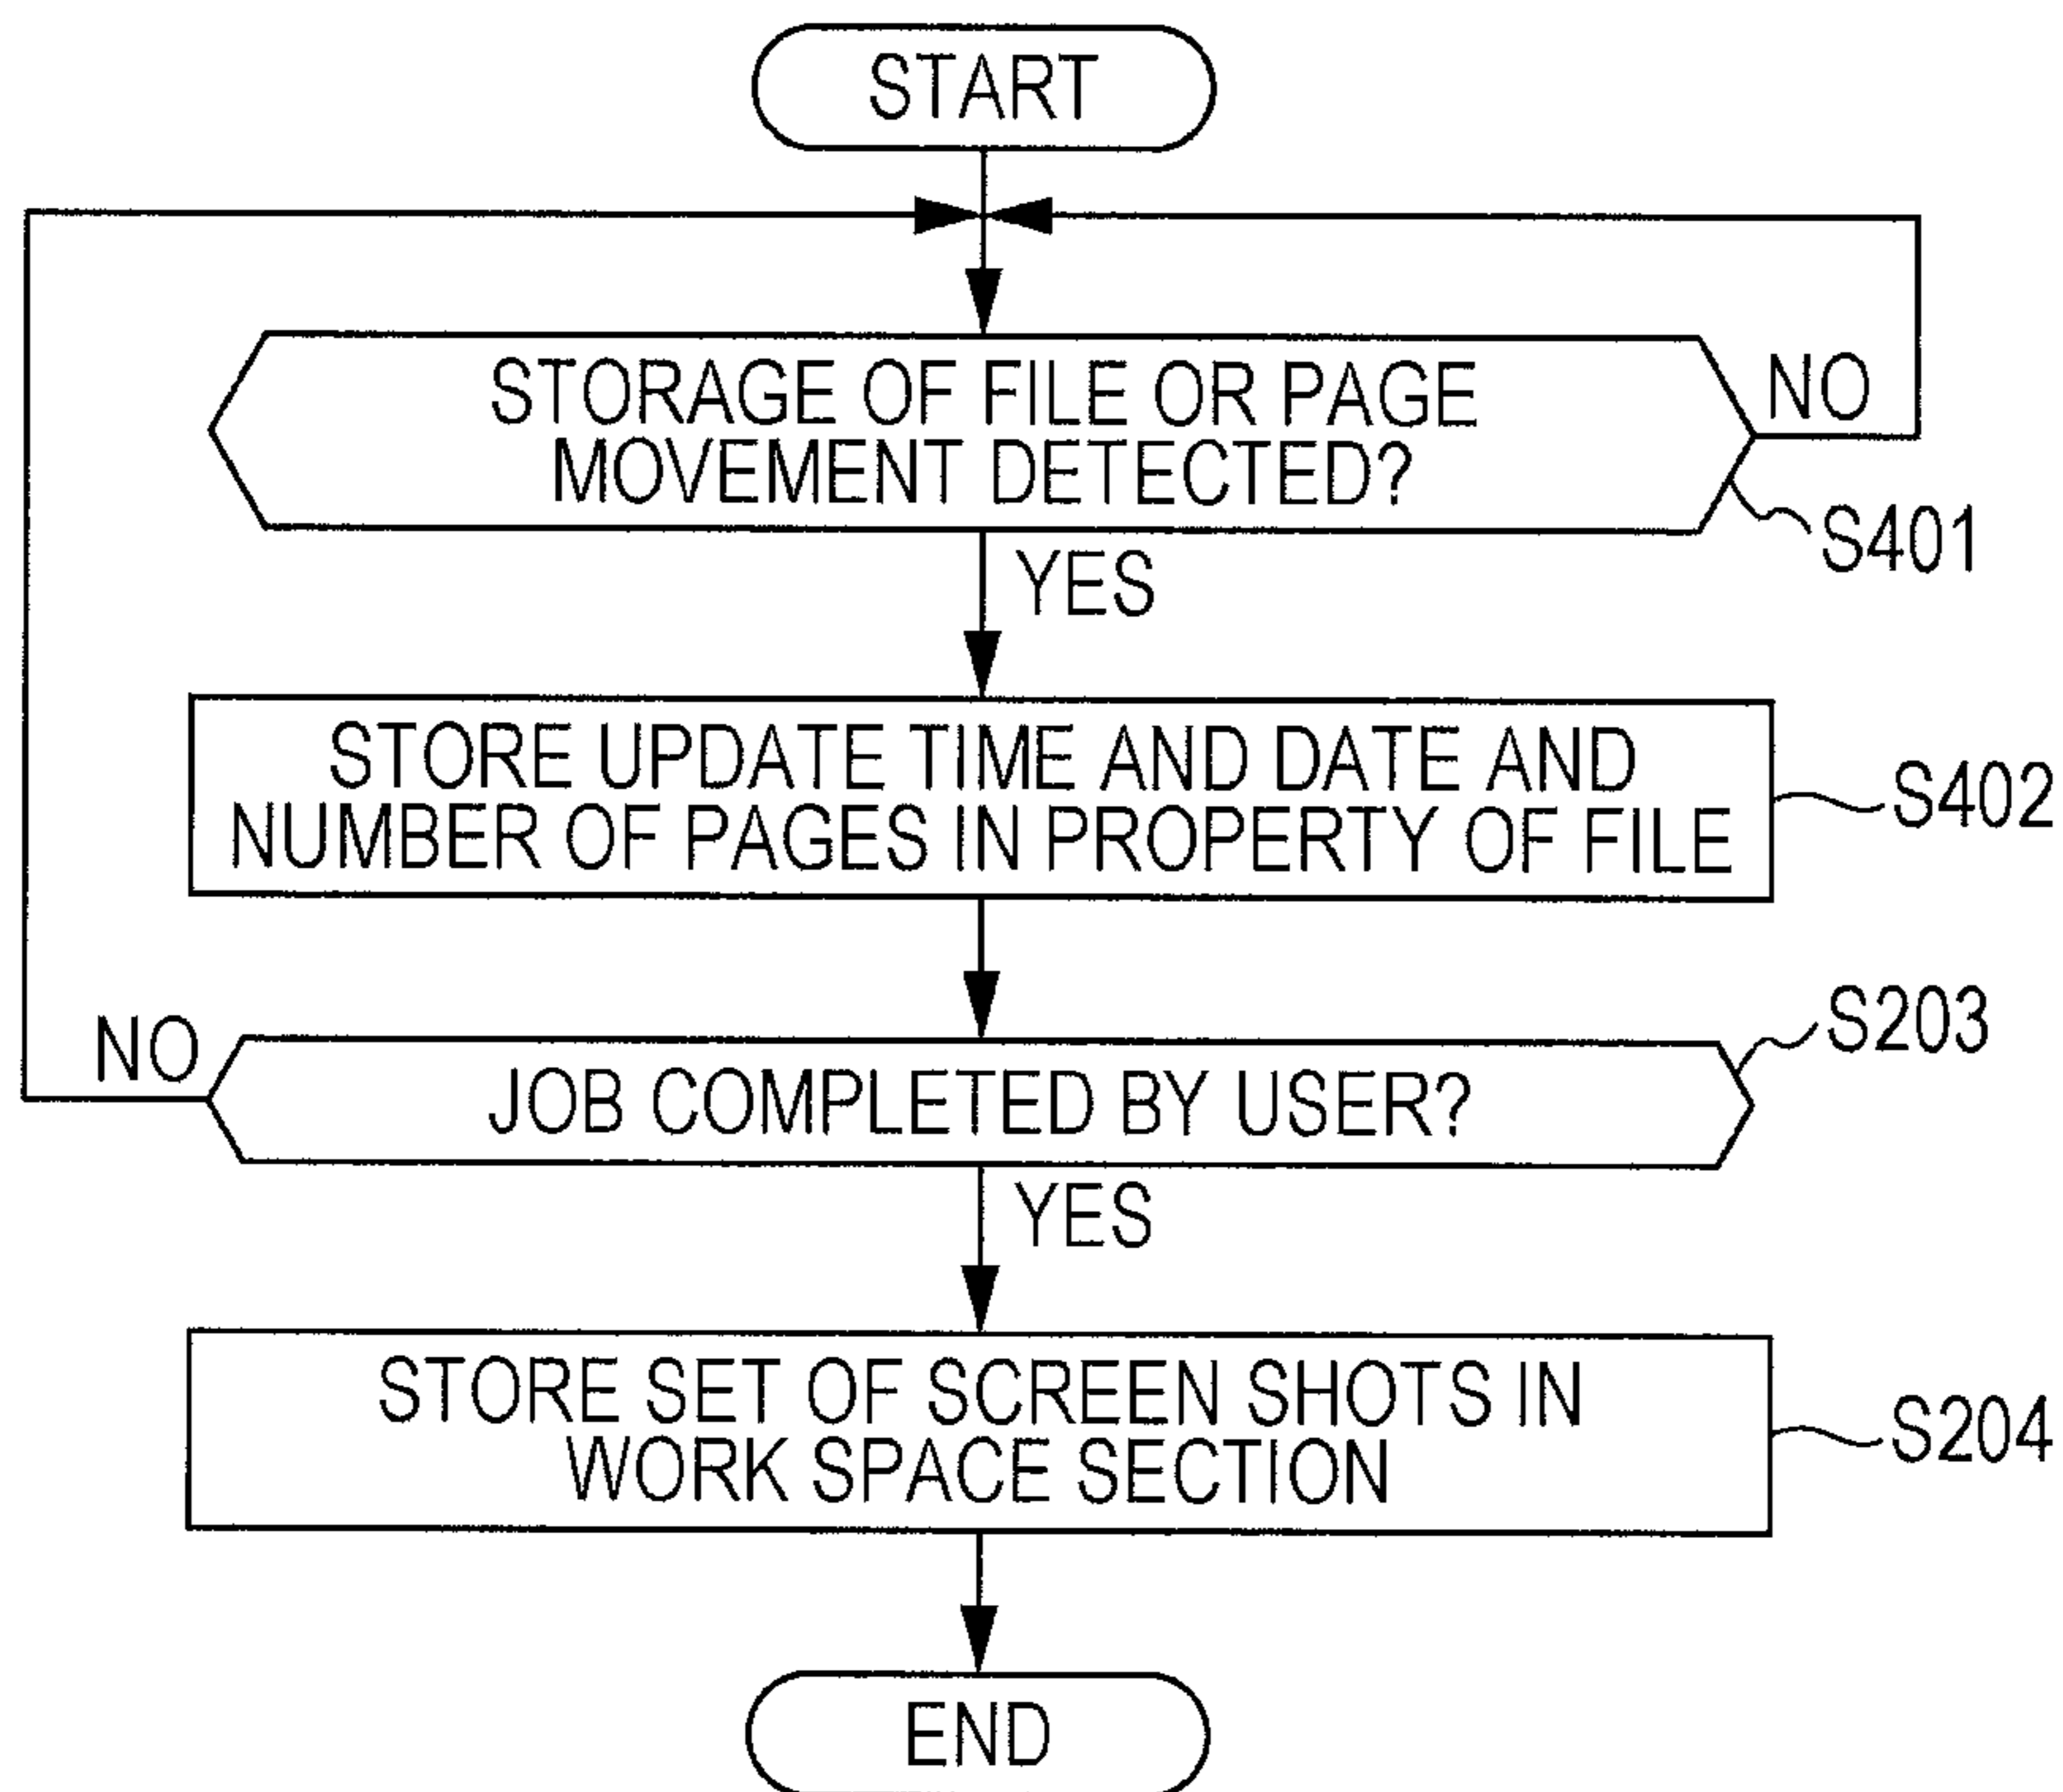 START
STORAGE OF FILE OR PAGE
MOVEMENT DETECTED?
NO
S401
YES
STORE UPDATE TIME AND DATE AND
NUMBER OF PAGES IN PROPERTY OF FILE
S402
S203
NO
JOB COMPLETED BY USER?
YES
STORE SET OF SCREEN SHOTS IN
WORK SPACE SECTION
S204
END